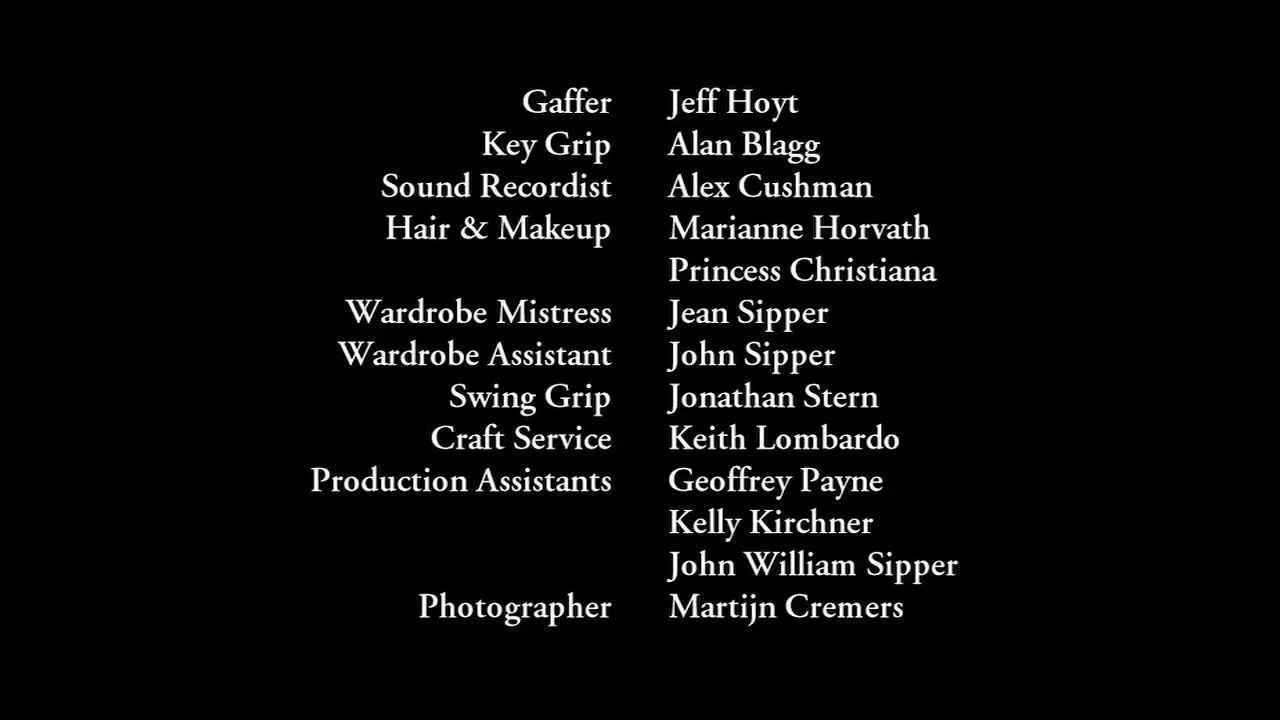 Gaffer Jeff Hoyt
Key Grip Alan Blagg
Sound Recordist Alex Cushman
Hair & Makeup Marianne Horvath
Princess Christiana
Wardrobe Mistress Jean Sipper
Wardrobe Assistant John Sipper
Swing Grip Jonathan Stern
Craft Service Keith Lombardo
Production Assistants Geoffrey Payne
Kelly Kirchner
John William Sipper
Photographer Martijn Cremers